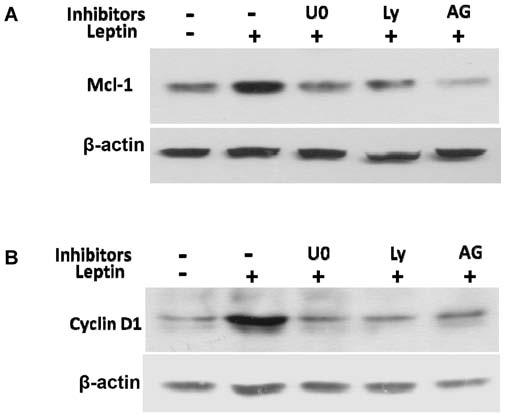 A
Inhibitors - - U0 Ly AG
Leptin - + + + +
Mcl-1
β-actin
B
Inhibitors - - U0 Ly AG
Leptin - + + + +
Cyclin D1
β-actin